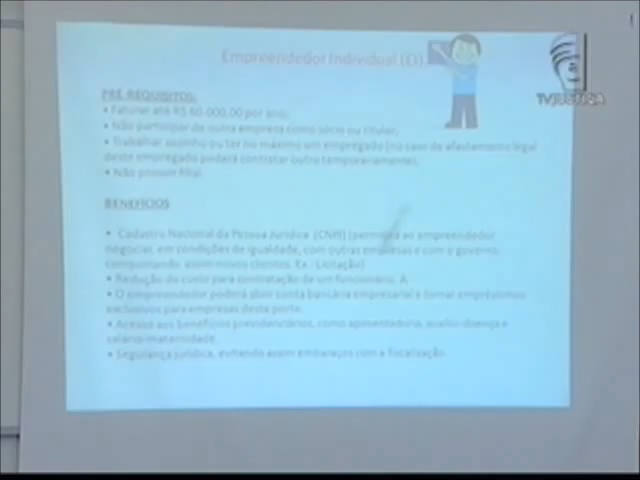 Empreendedor Individual (EI)
TV JUSTIÇA
PRÉ-REQUISITOS:
• Faturar até R$ 60.000,00 por ano;
• Não participar de outra empresa como sócio ou titular;
• Trabalhar sozinho ou ter no máximo um empregado (no caso de afastamento legal
deste empregado poderá contratar outro temporariamente);
• Não possuir filial.
BENEFÍCIOS
• Cadastro Nacional da Pessoa Jurídica (CNPJ) (permitirá ao empreendedor
negociar, em condições de igualdade, com outras empresas e com o governo,
conquistando assim novos clientes. Ex - Licitação)
• Redução do custo para contratação de um funcionário. A
• O empreendedor poderá abrir conta bancária empresarial e tomar empréstimos
exclusivos para empresas deste porte.
• Acesso aos benefícios previdenciários, como aposentadoria, auxílio-doença e
salário-maternidade.
• Segurança jurídica, evitando assim embaraços com a fiscalização.